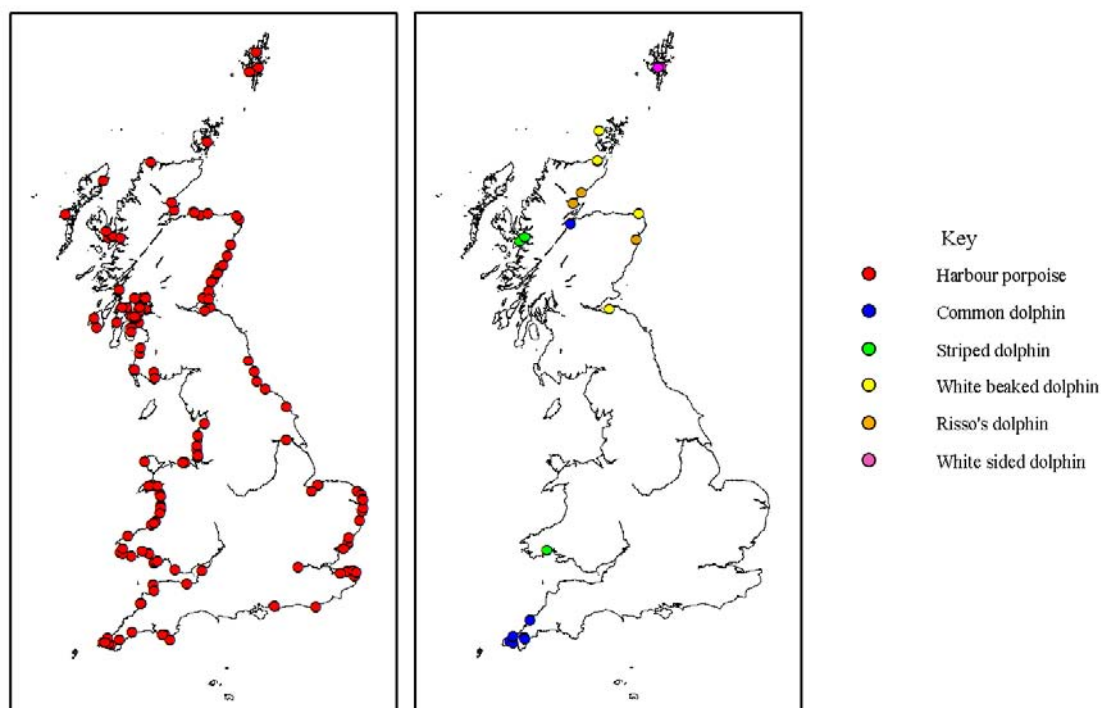 Key
Harbour porpoise
Common dolphin
Striped dolphin
White beaked dolphin
Risso's dolphin
White sided dolphin